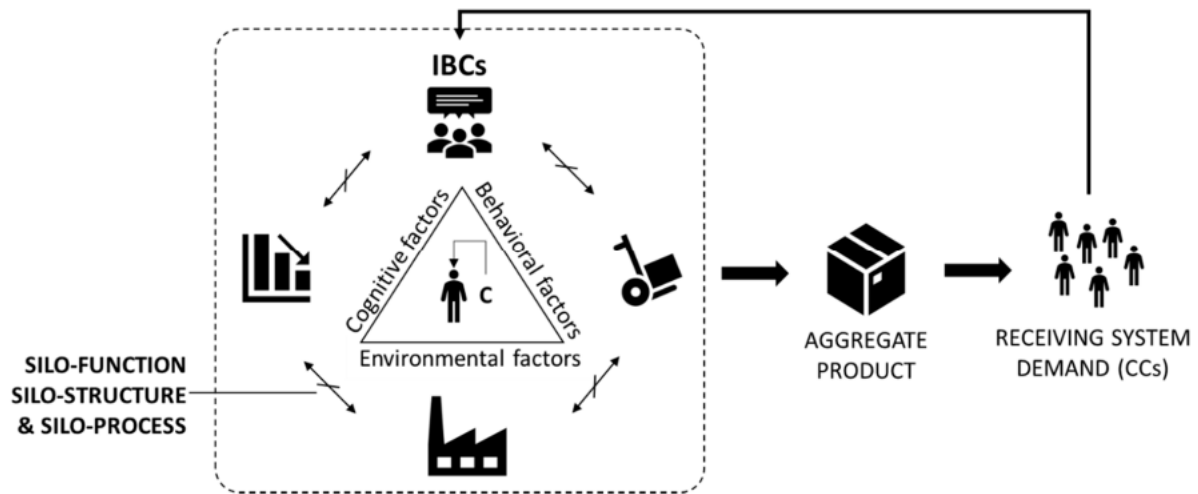 IBCs
Cognitive factors
Behavioral factors
C
Environmental factors
SILO-FUNCTION
SILO-STRUCTURE
& SILO-PROCESS
AGGREGATE
PRODUCT
RECEIVING SYSTEM
DEMAND (CCs)